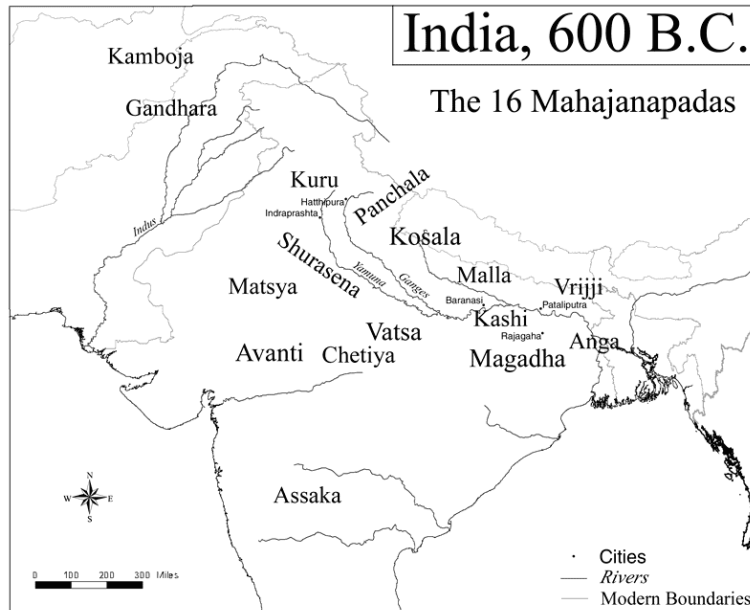 India, 600 B.C.
The 16 Mahajanapadas
Kamboja
Gandhara
Kuru
Hatthipura
Indraprashta
Panchala
Indus
Kosala
Shurasena
Yamuna
Ganges
Malla
Vrijji
Matsya
Baranasi
Pataliputra
Kashi
Vatsa
Rajagaha
Anga
Avanti
Chetiya
Magadha
Assaka
N
W E
S
0 100 200 300 Miles
Cities
Rivers
Modern Boundaries